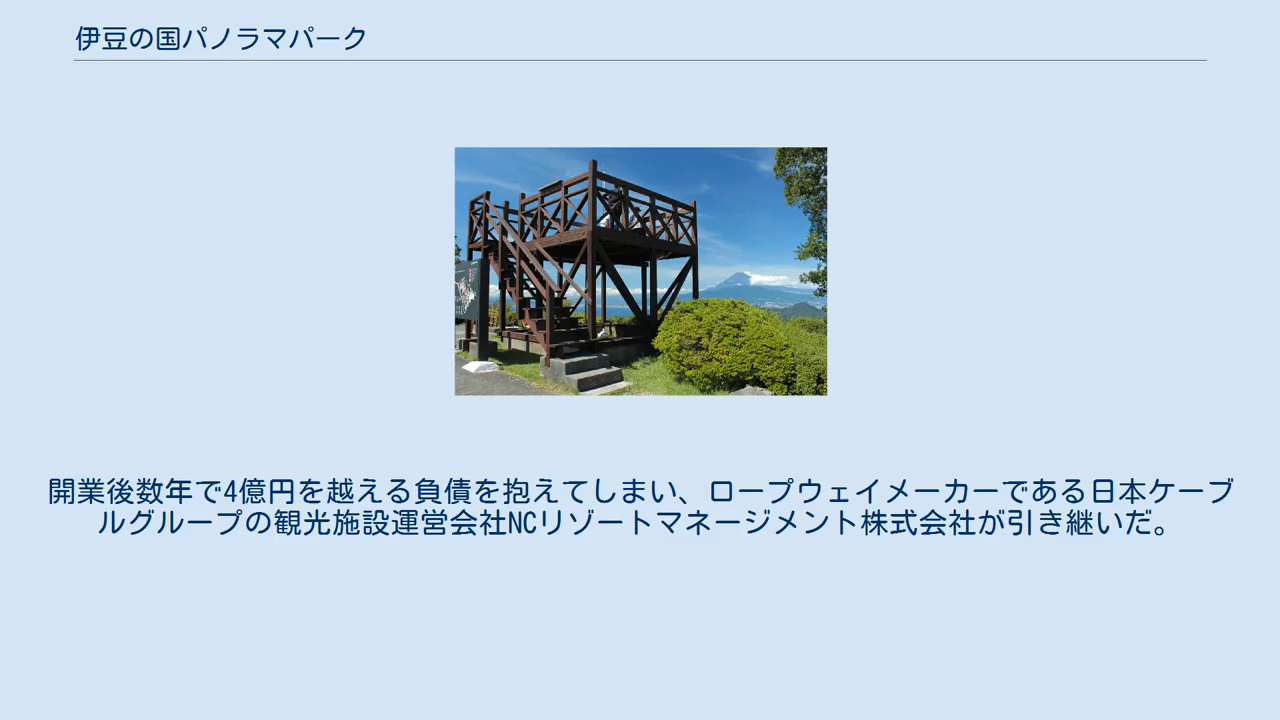 伊豆の国パノラマパーク
開業後数年で4億円を越える負債を抱えてしまい、ロープウェイメーカーである日本ケーブ
ルグループの観光施設運営会社NCリゾートマネージメント株式会社が引き継いだ。